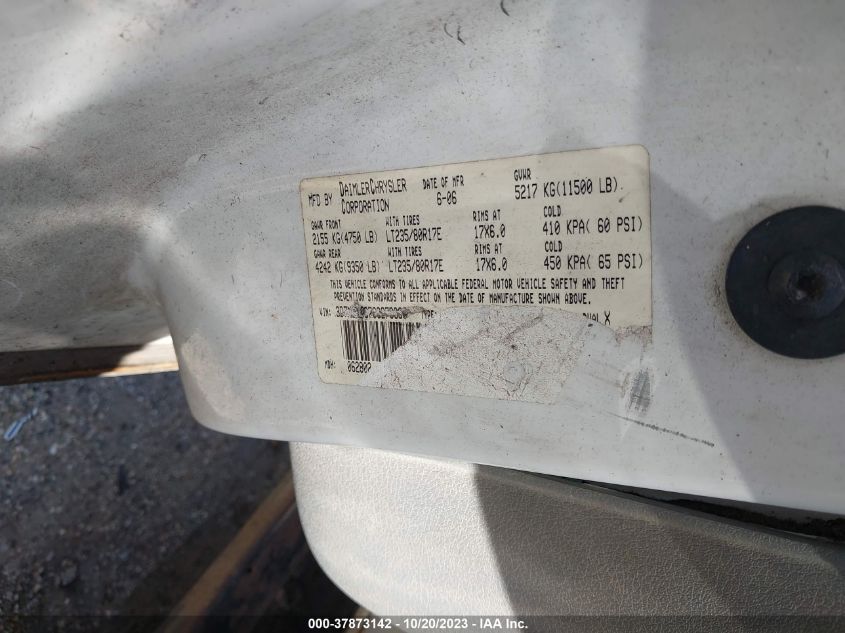 MFD BY DAIMLERCHRYSLER CORPORATION DATE OF MFR 6-06 GVWR 5217 KG(11500 LB).
GAWR FRONT WITH TIRES RIMS AT COLD
2155 KG(4750 LB) LT235/80R17E 17X6.0 410 KPA( 60 PSI)
GAWR REAR WITH TIRES RIMS AT COLD
4242 KG(9350 LB) LT235/80R17E 17X6.0 450 KPA( 65 PSI)
THIS VEHICLE CONFORMS TO ALL APPLICABLE FEDERAL MOTOR VEHICLE SAFETY AND THEFT
PREVENTION STANDARDS IN EFFECT ON THE DATE OF MANUFACTURE SHOWN ABOVE.
VIN: TYPE: DUAL X
MDH:
000-37873142 - 10/20/2023 - IAA Inc.